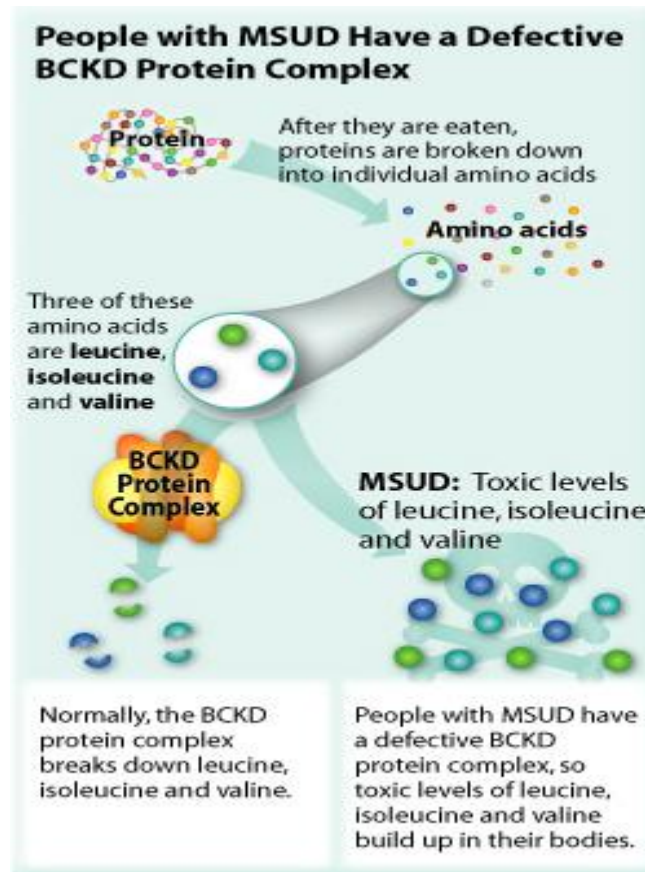 People with MSUD Have a Defective
BCKD Protein Complex
Protein
After they are eaten,
proteins are broken down
into individual amino acids
Amino acids
Three of these
amino acids
are leucine,
isoleucine
and valine
BCKD
Protein
Complex
MSUD: Toxic levels
of leucine, isoleucine
and valine
Normally, the BCKD
protein complex
breaks down leucine,
isoleucine and valine.
People with MSUD have
a defective BCKD
protein complex, so
toxic levels of leucine,
isoleucine and valine
build up in their bodies.